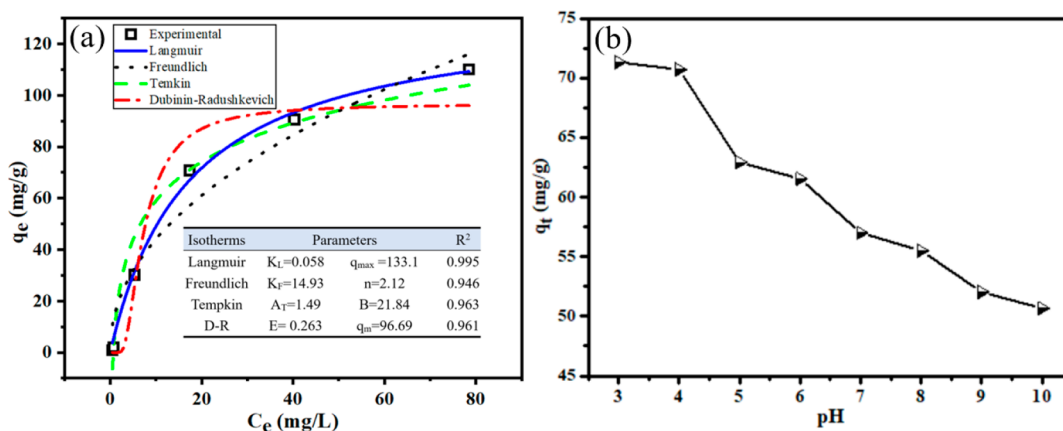 (a)
Experimental
Langmuir
Freundlich
Temkin
Dubinin-Radushkevich
120
100
80
60
40
20
0
qe (mg/g)
Isotherms Parameters R²
Langmuir KL=0.058 qmax =133.1 0.995
Freundlich KF=14.93 n=2.12 0.946
Tempkin AT=1.49 B=21.84 0.963
D-R E= 0.263 qm=96.69 0.961
0 20 40 60 80
Ce (mg/L)
(b)
75
70
65
60
55
50
45
qt (mg/g)
3 4 5 6 7 8 9 10
pH